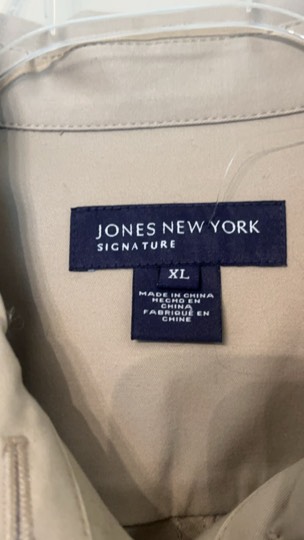 JONES NEW YORK
SIGNATURE
XL
MADE IN CHINA
HECHO EN
CHINA
FABRIQUÉ EN
CHINE